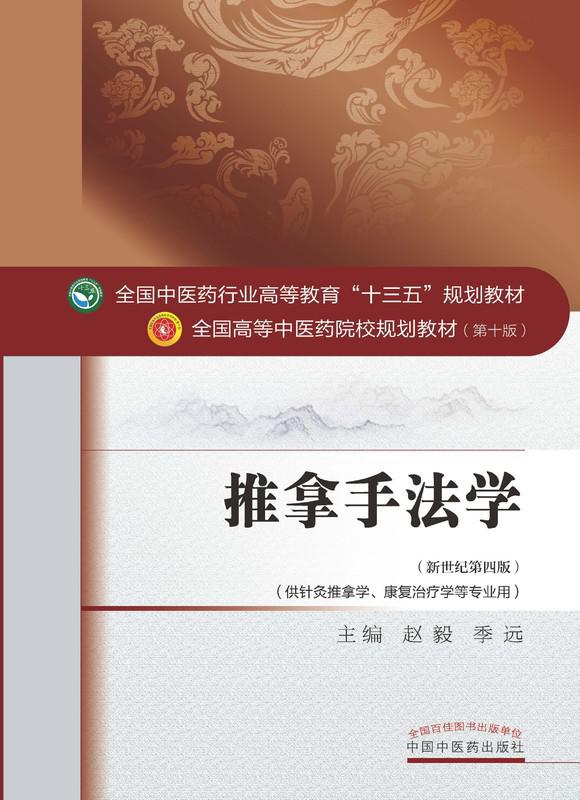 全国中医药行业高等教育“十三五”规划教材
全国高等中医药院校规划教材（第十版）
推拿手法学
（新世纪第四版）
（供针灸推拿学、康复治疗学等专业用）
主编 赵毅 季远
全国百佳图书出版单位
中国中医药出版社